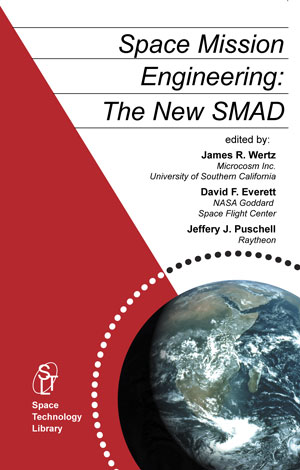 Space Mission
Engineering:
The New SMAD
edited by:
James R. Wertz
Microcosm Inc.
University of Southern California
David F. Everett
NASA Goddard
Space Flight Center
Jeffery J. Puschell
Raytheon
SLT
Space
Technology
Library